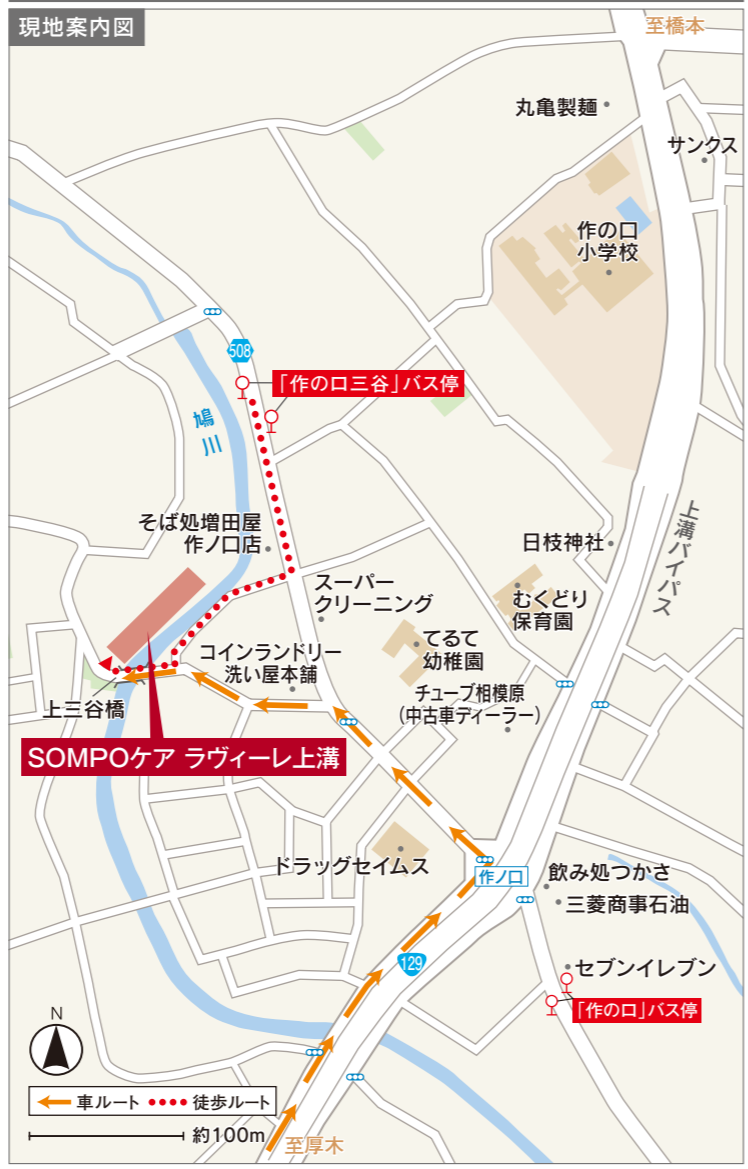 現地案内図
至橋本
丸亀製麺
サンクス
作の口
小学校
508
「作の口三谷」バス停
鳩川
そば処増田屋
作ノ口店
日枝神社
上溝バイパス
スーパー
クリーニング
むくどり
保育園
てるて
幼稚園
コインランドリー
洗い屋本舗
チューブ相模原
（中古車ディーラー）
上三谷橋
SOMPOケア ラヴィーレ上溝
ドラッグセイムス
作ノ口
飲み処つかさ
三菱商事石油
129
セブンイレブン
「作の口」バス停
N
車ルート 徒歩ルート
約100m
至厚木